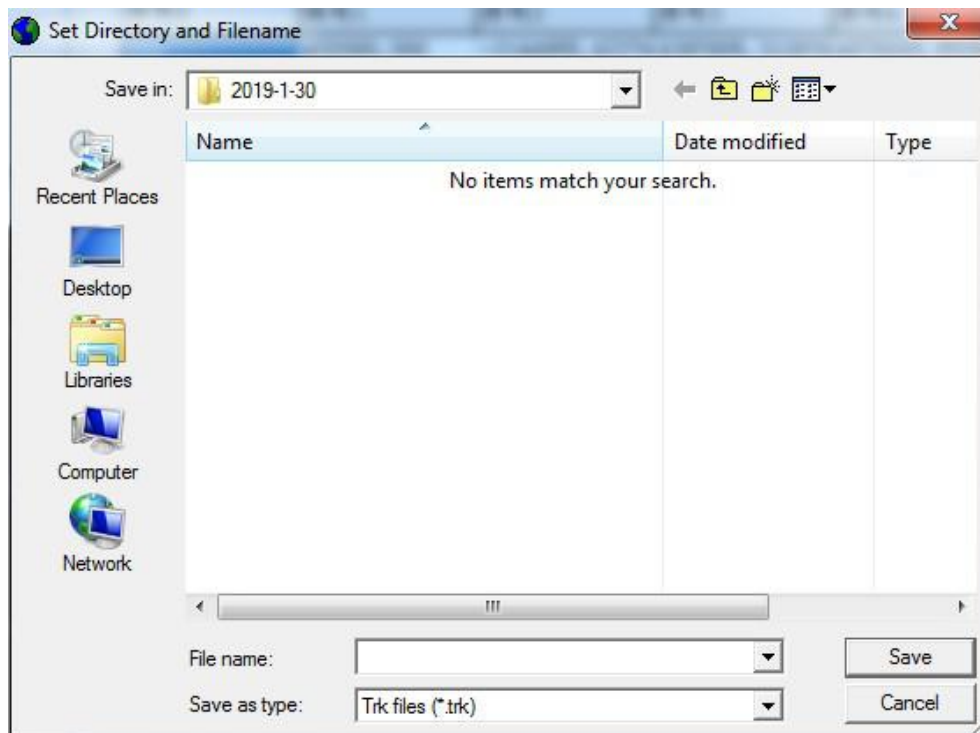 Set Directory and Filename
Save in: 2019-1-30
Name Date modified Type
No items match your search.
Recent Places
Desktop
Libraries
Computer
Network
File name: Save
Save as type: Trk files (*.trk) Cancel